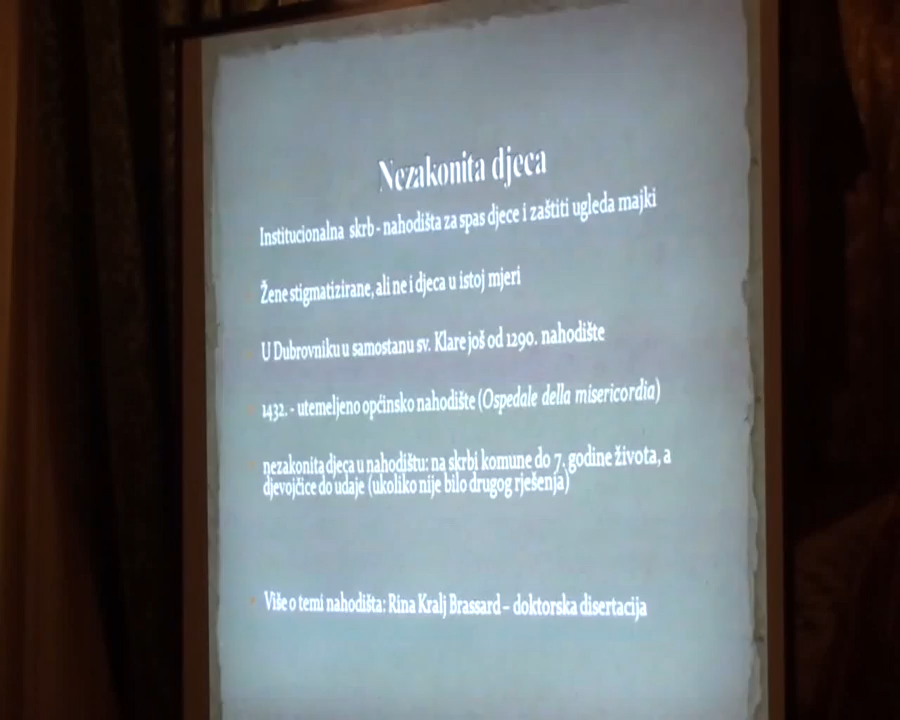 Nezakonita djeca
Institucionalna skrb - nahodišta za spas djece i zaštiti ugleda majki
Žene stigmatizirane, ali ne i djeca u istoj mjeri
U Dubrovniku u samostanu sv. Klare još od 1290. nahodište
1432. - utemeljeno općinsko nahodište (Ospedale della misericordia)
nezakonita djeca u nahodištu: na skrbi komune do 7. godine života, a
djevojčice do udaje (ukoliko nije bilo drugog rješenja)
Više o temi nahodišta: Rina Kralj Brassard – doktorska disertacija